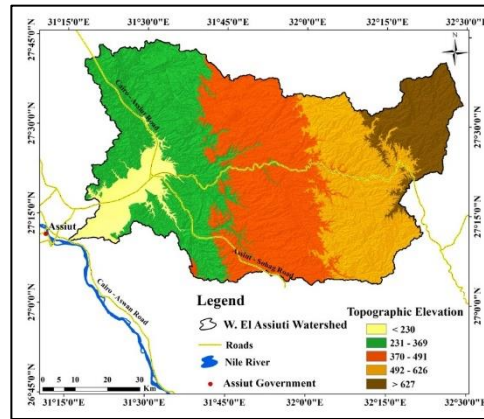 31°15'0"E 31°30'0"E 31°45'0"E 32°0'0"E 32°15'0"E 32°30'0"E
27°45'0"N
N
27°30'0"N 27°30'0"N
27°15'0"N 27°15'0"N
27°0'0"N 27°0'0"N
26°45'0"N
Cairo - Assiut Road
Assiut
Assiut - Sohag Road
Cairo - Aswan Road
Legend
W. El Assiuti Watershed
Roads
Nile River
Assiut Government
Topographic Elevation
< 230
231 - 369
370 - 491
492 - 626
> 627
0 5 10 20 30 Km
31°15'0"E 31°30'0"E 31°45'0"E 32°0'0"E 32°15'0"E 32°30'0"E